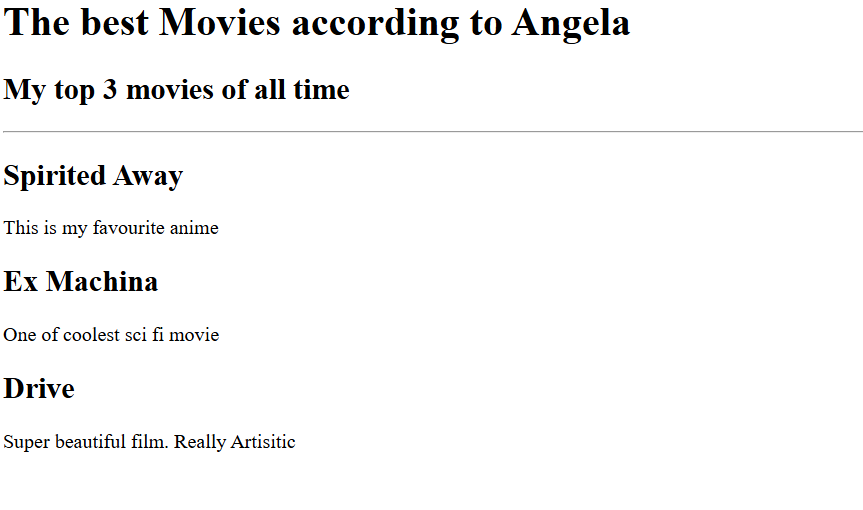 The best Movies according to Angela
My top 3 movies of all time
Spirited Away
This is my favourite anime
Ex Machina
One of coolest sci fi movie
Drive
Super beautiful film. Really Artisitic